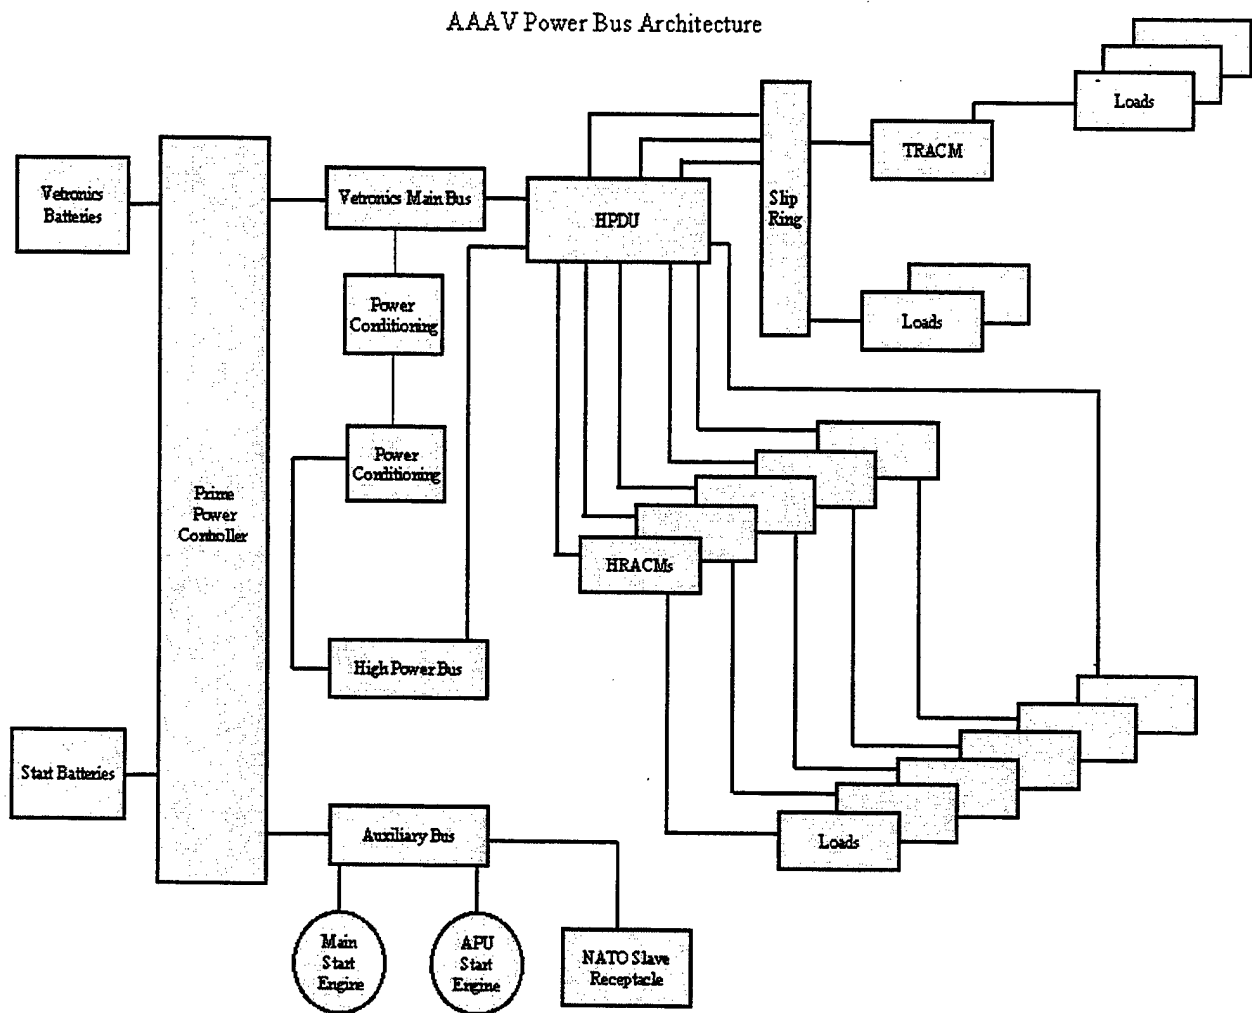 AAAV Power Bus Architecture
Loads
TRACM
Vetronics
Batteries
Vetronics Main Bus
HPDU
Slip
Ring
Power
Conditioning
Loads
Power
Conditioning
Prime
Power
Controller
HRACMs
High Power Bus
Start Batteries
Auxiliary Bus
Loads
Main
Start
Engine
APU
Start
Engine
NATO Slave
Receptacle